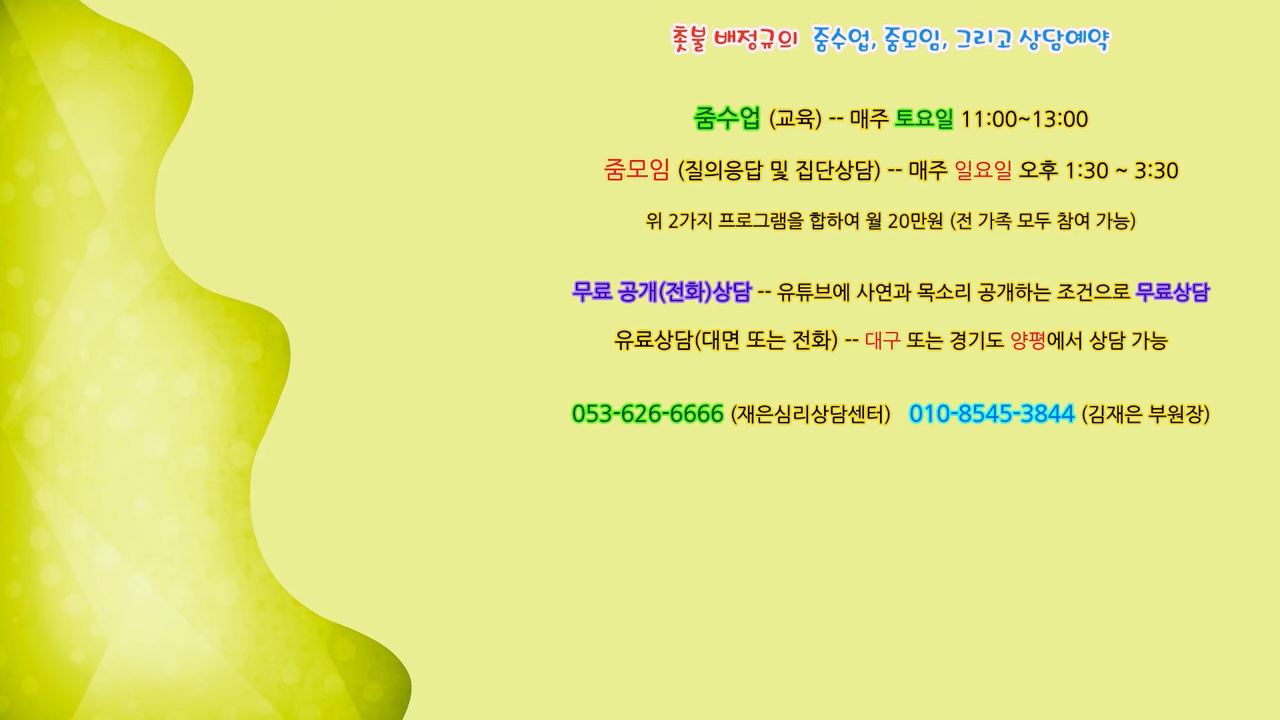 촛불 배정규의 줌수업, 줌모임, 그리고 상담예약
줌수업 (교육) -- 매주 토요일 11:00~13:00
줌모임 (질의응답 및 집단상담) -- 매주 일요일 오후 1:30 ~ 3:30
위 2가지 프로그램을 합하여 월 20만원 (전 가족 모두 참여 가능)
무료 공개(전화)상담 -- 유튜브에 사연과 목소리 공개하는 조건으로 무료상담
유료상담(대면 또는 전화) -- 대구 또는 경기도 양평에서 상담 가능
053-626-6666 (재은심리상담센터) 010-8545-3844 (김재은 부원장)